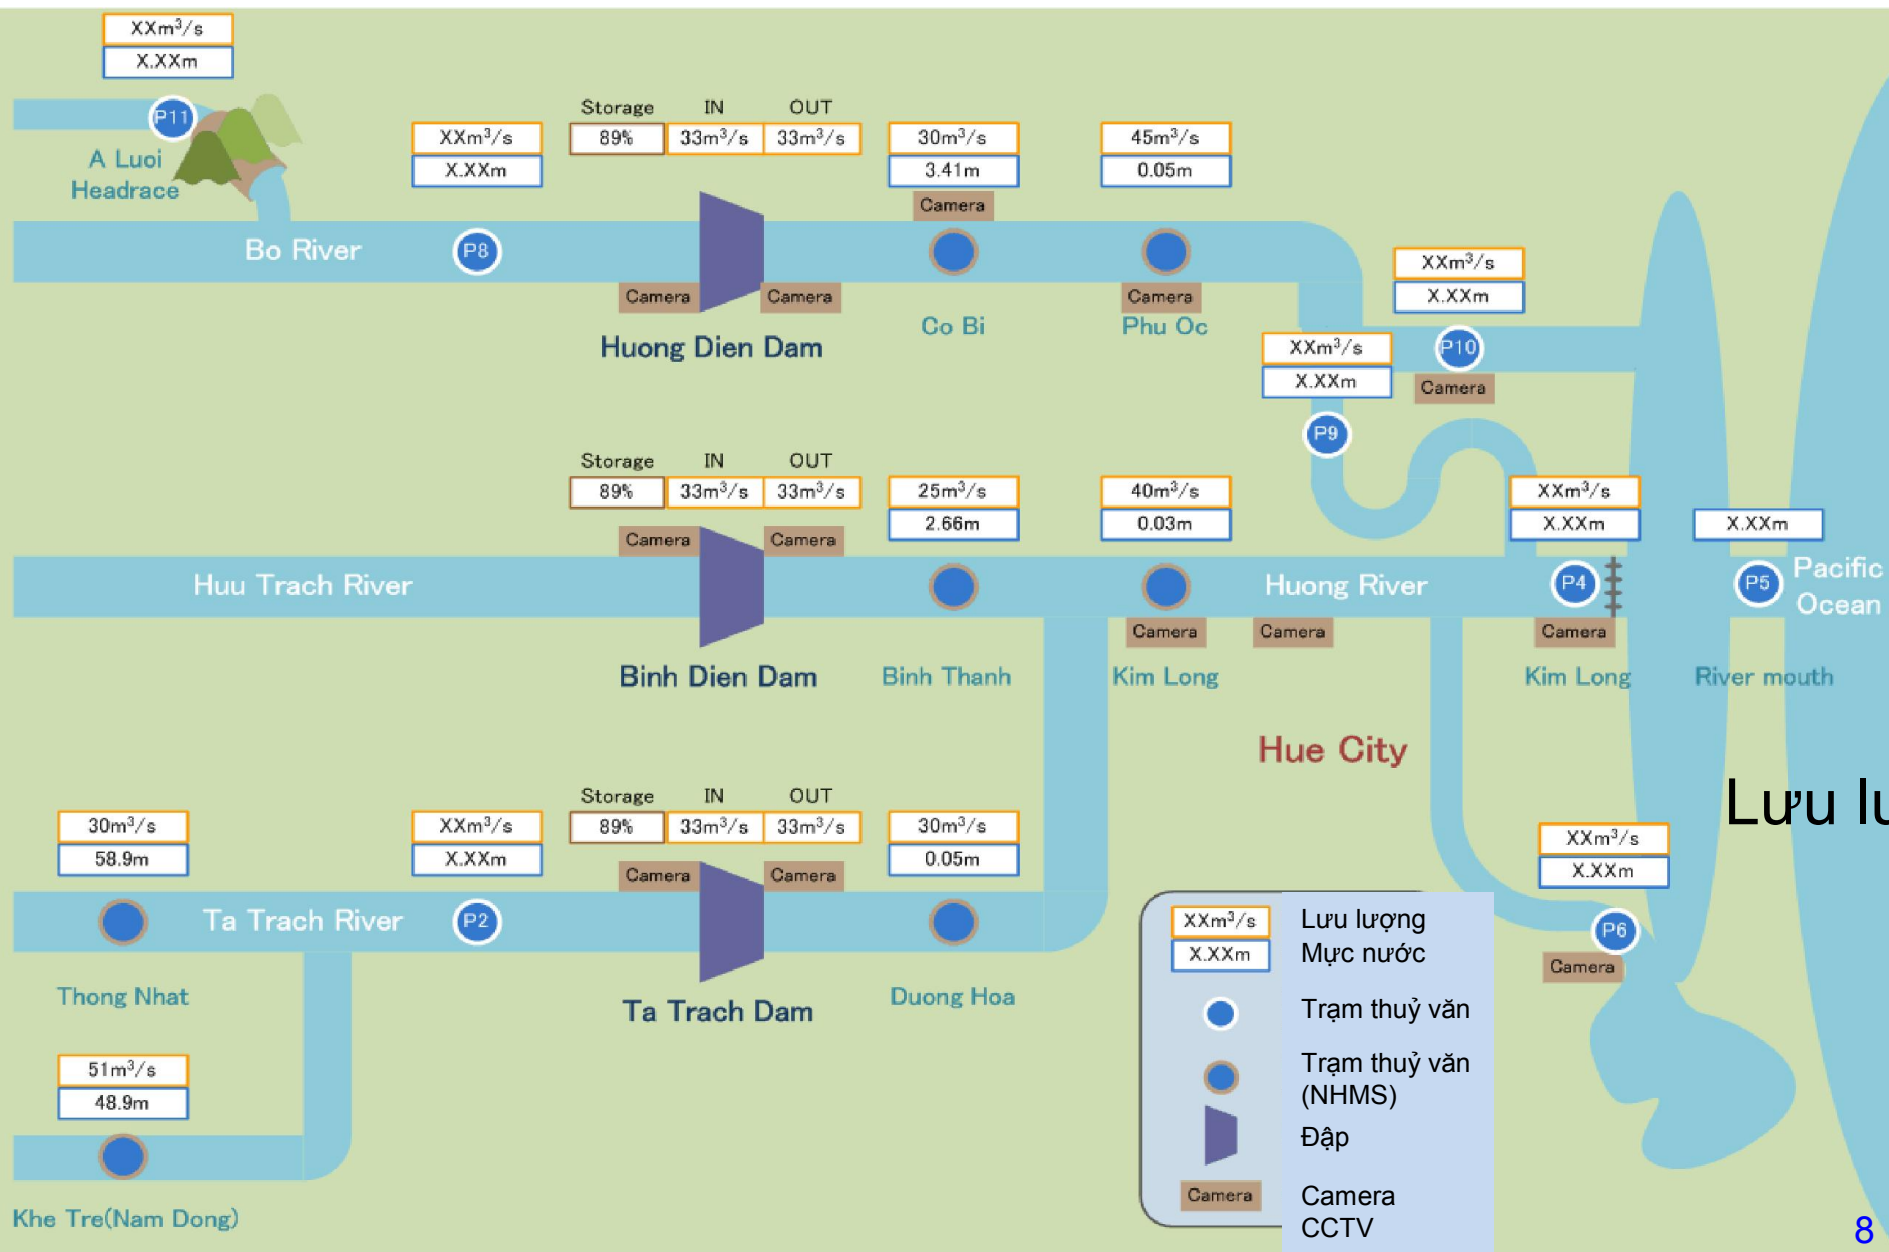 XXm³/s
X.XXm
P11
A Luoi
Headrace
XXm³/s
X.XXm
Storage IN OUT
89% 33m³/s 33m³/s
30m³/s
3.41m
Camera
45m³/s
0.05m
Bo River
P8
Camera
Camera
Huong Dien Dam
Co Bi
Camera
Phu Oc
XXm³/s
X.XXm
P10
Camera
XXm³/s
X.XXm
P9
Storage IN OUT
89% 33m³/s 33m³/s
Camera
Camera
25m³/s
2.66m
40m³/s
0.03m
XXm³/s
X.XXm
X.XXm
Huu Trach River
Huong River
P4
P5
Pacific
Ocean
Camera
Camera
Camera
Binh Dien Dam
Binh Thanh
Kim Long
Kim Long
River mouth
Hue City
Lưu lư
30m³/s
58.9m
XXm³/s
X.XXm
Storage IN OUT
89% 33m³/s 33m³/s
Camera
Camera
30m³/s
0.05m
XXm³/s
X.XXm
P6
Camera
Ta Trach River
P2
Thong Nhat
Ta Trach Dam
Duong Hoa
51m³/s
48.9m
Khe Tre(Nam Dong)
XXm³/s Lưu lượng
X.XXm Mực nước
Trạm thuỷ văn
Trạm thuỷ văn
(NHMS)
Đập
Camera Camera
CCTV
8